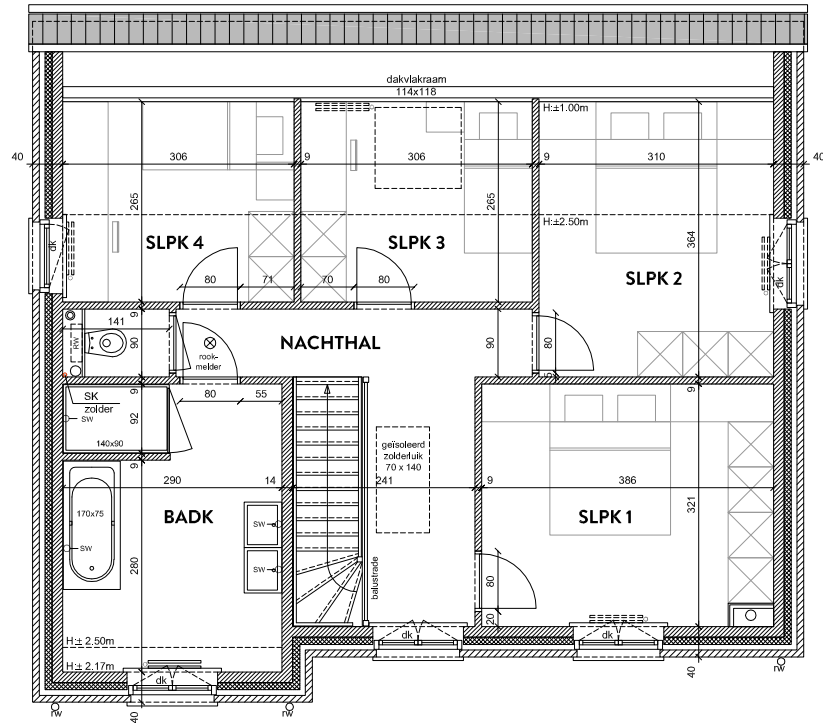 dakvlakraam
114x118
H:±1.00m
40
306
9
306
9
310
40
265
265
364
H:±2.50m
dk
SLPK 4
SLPK 3
SLPK 2
dk
80
71
70
80
9
141
RW
90
NACHTHAL
rook-
melder
90
80
5
SK
zolder
SW
9
92
140x90
80
55
geïsoleerd
zolderluik
70 x 140
9
9
290
14
241
9
386
170x75
SW
BADK
SW
SW
SLPK 1
321
280
balustrade
80
20
H:± 2.50m
H:± 2.17m
dk
dk
dk
40
40
rw
rw
rw